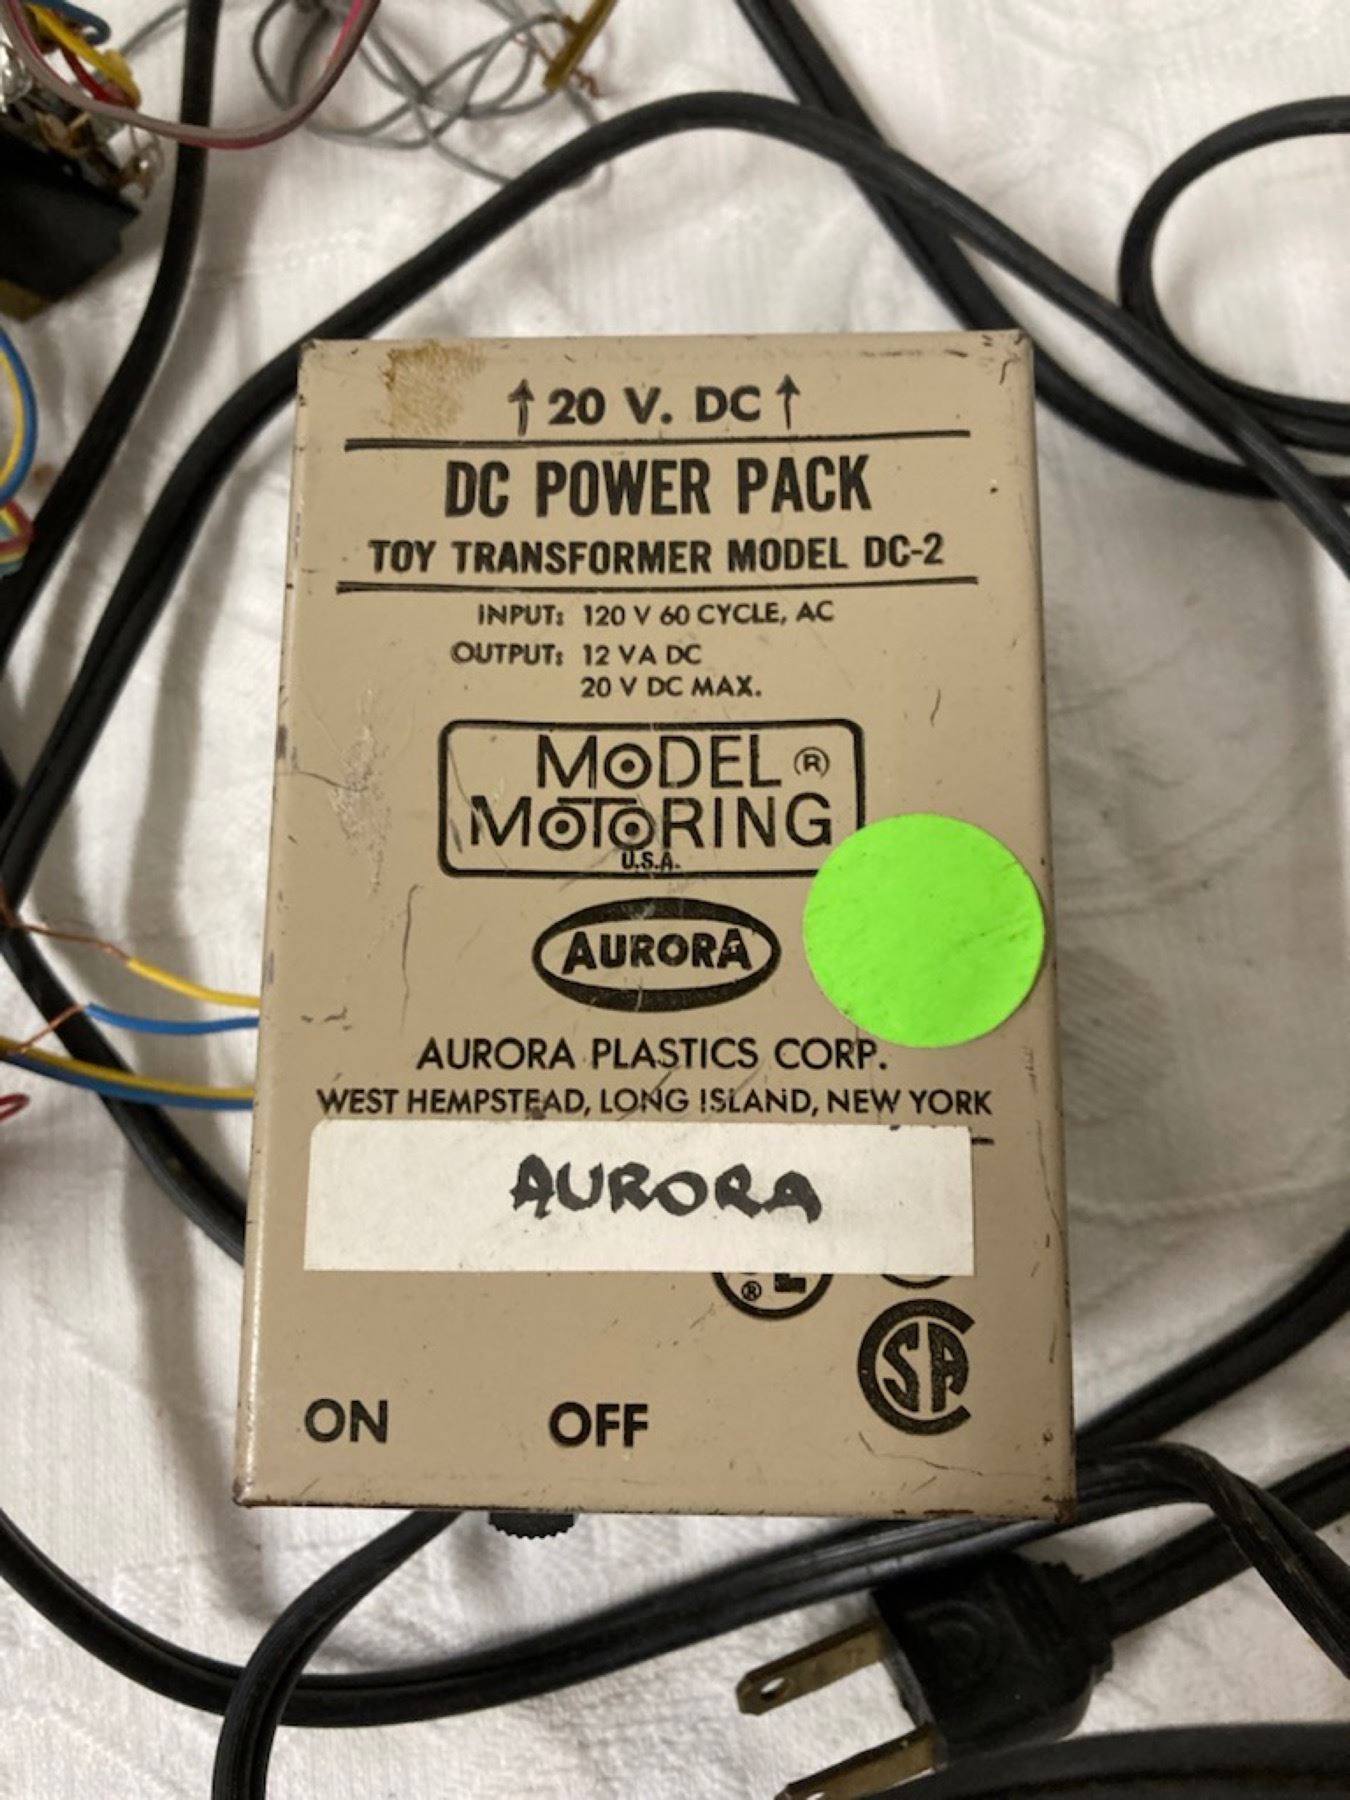 ↑ 20 V. DC ↑
DC POWER PACK
TOY TRANSFORMER MODEL DC-2
INPUT: 120 V 60 CYCLE, AC
OUTPUT: 12 VA DC
20 V DC MAX.
MODEL ®
MOTORING
U.S.A.
AURORA
AURORA PLASTICS CORP.
WEST HEMPSTEAD, LONG ISLAND, NEW YORK
AURORA
®
SA
ON OFF